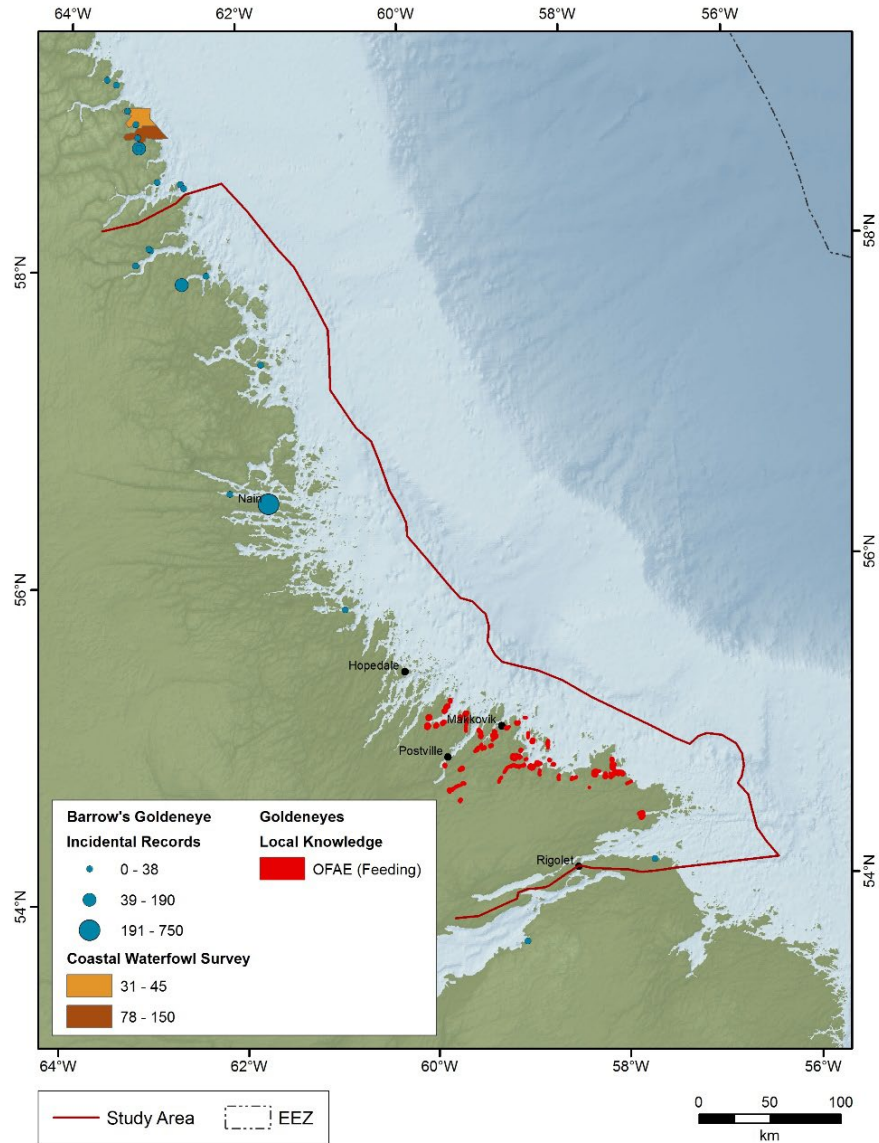 64°W 62°W 60°W 58°W 56°W
58°N 58°N
Nain
56°N 56°N
Hopedale
Makkovik
Postville
Rigolet
54°N 54°N
Barrow's Goldeneye
Incidental Records
0 - 38
39 - 190
191 - 750
Coastal Waterfowl Survey
31 - 45
78 - 150
Goldeneyes
Local Knowledge
OFAE (Feeding)
64°W 62°W 60°W 58°W 56°W
Study Area EEZ
0 50 100
km